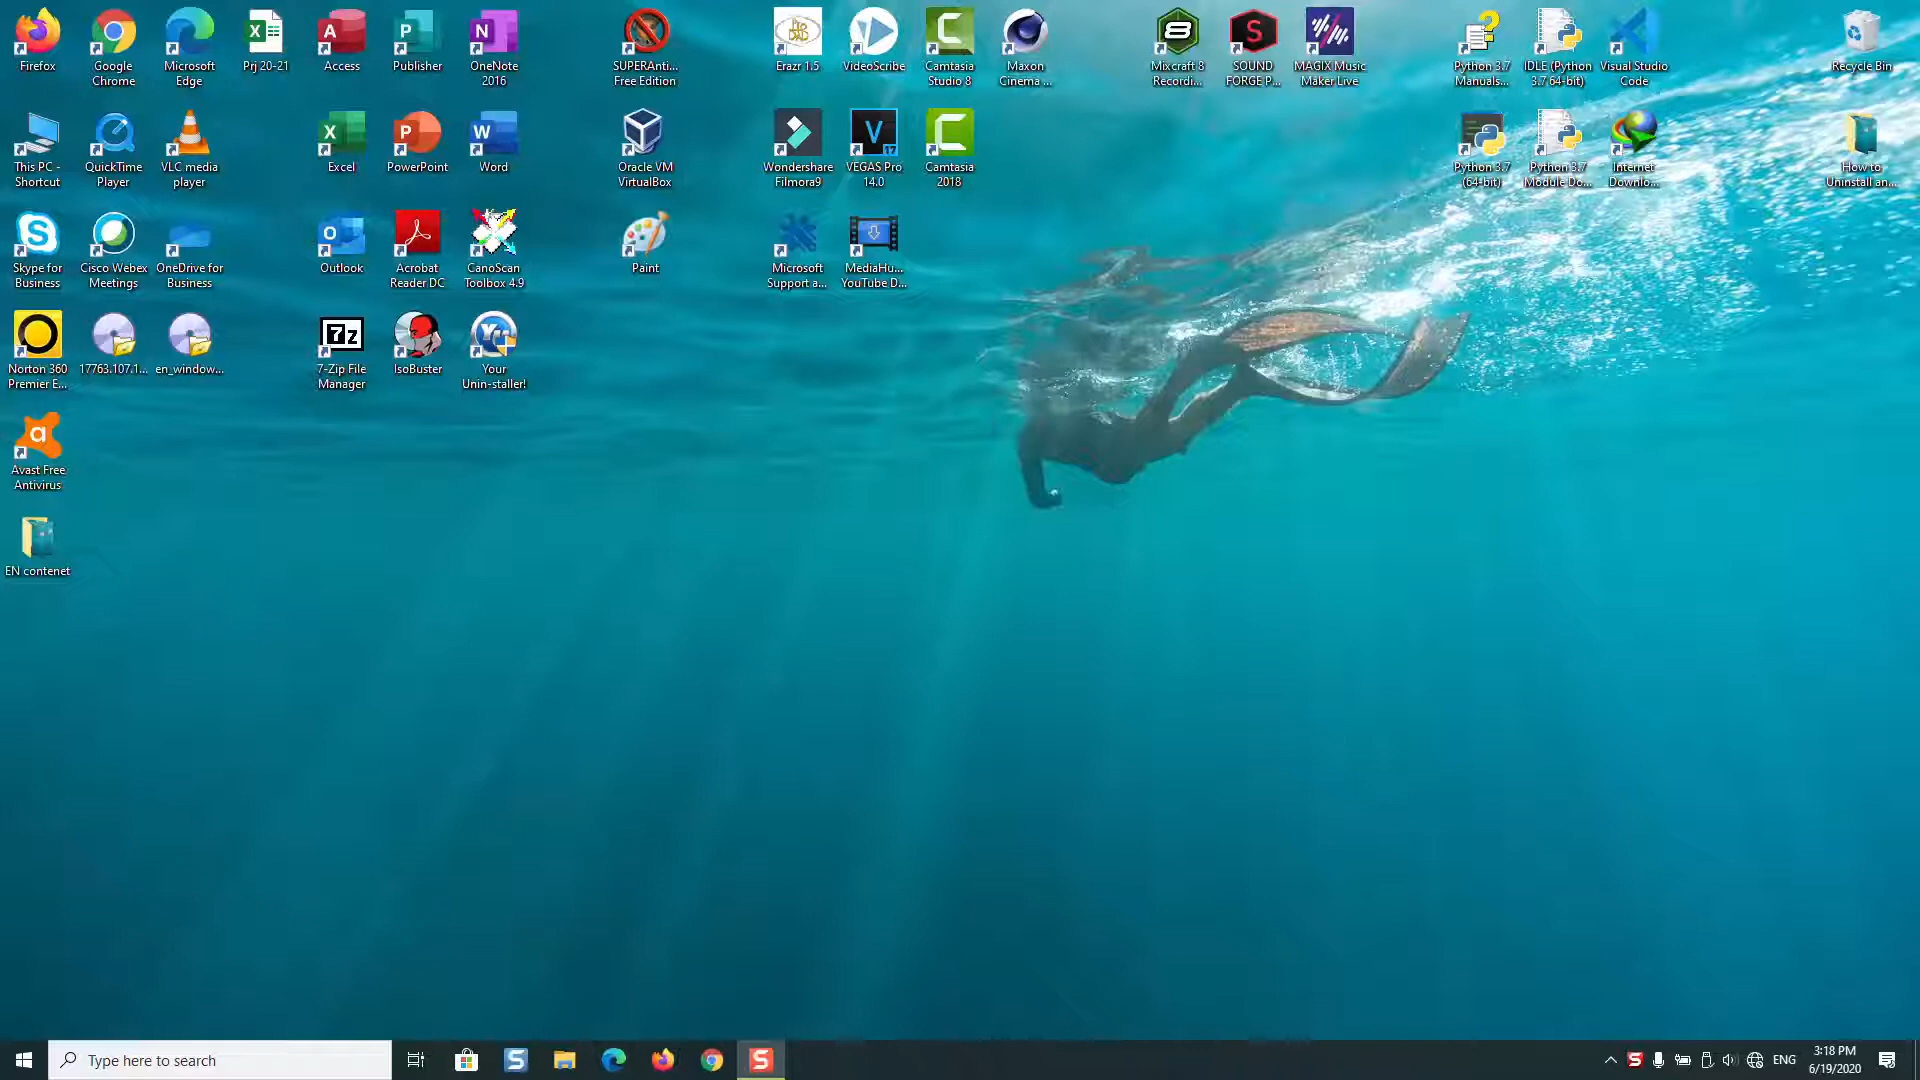 Firefox
Google
Chrome
Microsoft
Edge
Prj 20-21
Access
Publisher
OneNote
2016
SUPERAnti...
Free Edition
Erazr 1.5
VideoScribe
Camtasia
Studio 8
Maxon
Cinema ...
Mixcraft 8
Recordi...
SOUND
FORGE P...
MAGIX Music
Maker Live
Python 3.7
Manuals...
IDLE (Python
3.7 64-bit)
Visual Studio
Code
Recycle Bin
This PC -
Shortcut
QuickTime
Player
VLC media
player
Excel
PowerPoint
Word
Oracle VM
VirtualBox
Wondershare
Filmora9
VEGAS Pro
14.0
Camtasia
2018
Python 3.7
(64-bit)
Python 3.7
Module Do...
Internet
Downlo...
How to
Uninstall an...
Skype for
Business
Cisco Webex
Meetings
OneDrive for
Business
Outlook
Acrobat
Reader DC
CanoScan
Toolbox 4.9
Paint
Microsoft
Support a...
MediaHu...
YouTube D...
Norton 360
Premier E...
17763.107.1...
en_window...
7-Zip File
Manager
IsoBuster
Your
Unin-staller!
Avast Free
Antivirus
EN contenet
Type here to search
ENG
3:18 PM
6/19/2020